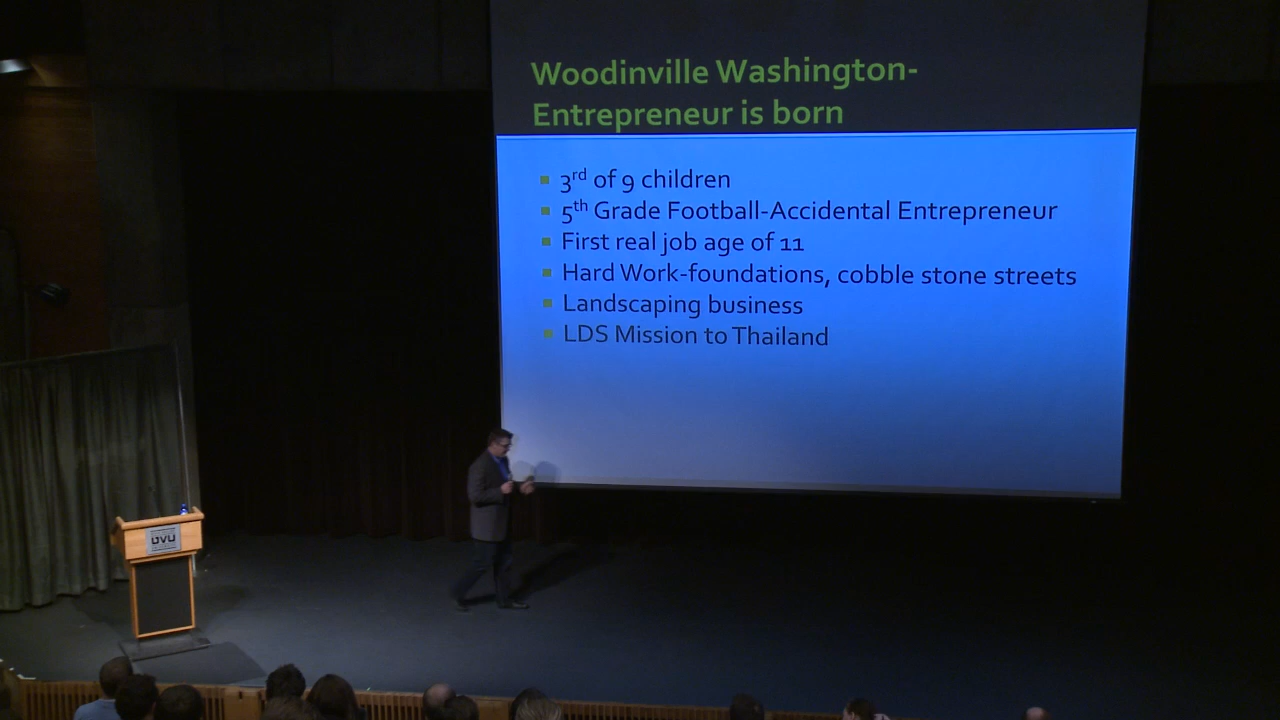 Woodinville Washington-
Entrepreneur is born
3rd of 9 children
5th Grade Football-Accidental Entrepreneur
First real job age of 11
Hard Work-foundations, cobble stone streets
Landscaping business
LDS Mission to Thailand
UVU